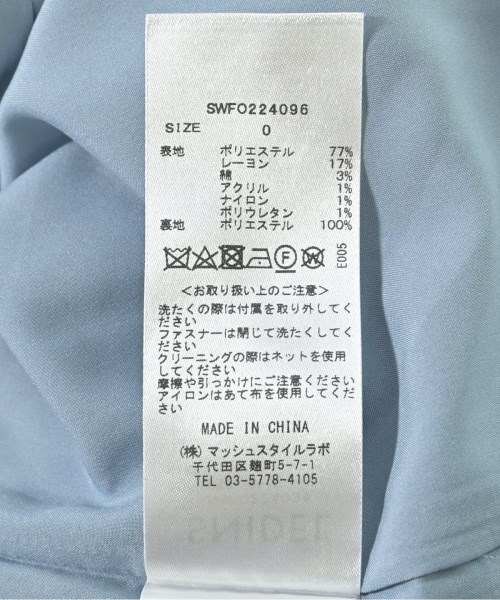 SWFO224096
SIZE 0
表地 ポリエステル 77%
レーヨン 17%
綿 3%
アクリル 1%
ナイロン 1%
ポリウレタン 1%
裏地 ポリエステル 100%
F W
E005
＜お取り扱い上のご注意＞
洗たくの際は付属を取り外してく
ださい
ファスナーは閉じて洗たくしてく
ださい
クリーニングの際はネットを使用
してください
摩擦や引っかけにご注意ください
アイロンはあて布を使用してくだ
さい
MADE IN CHINA
(株) マッシュスタイルラボ
千代田区麹町5-7-1
TEL 03-5778-4105
SNIDEL